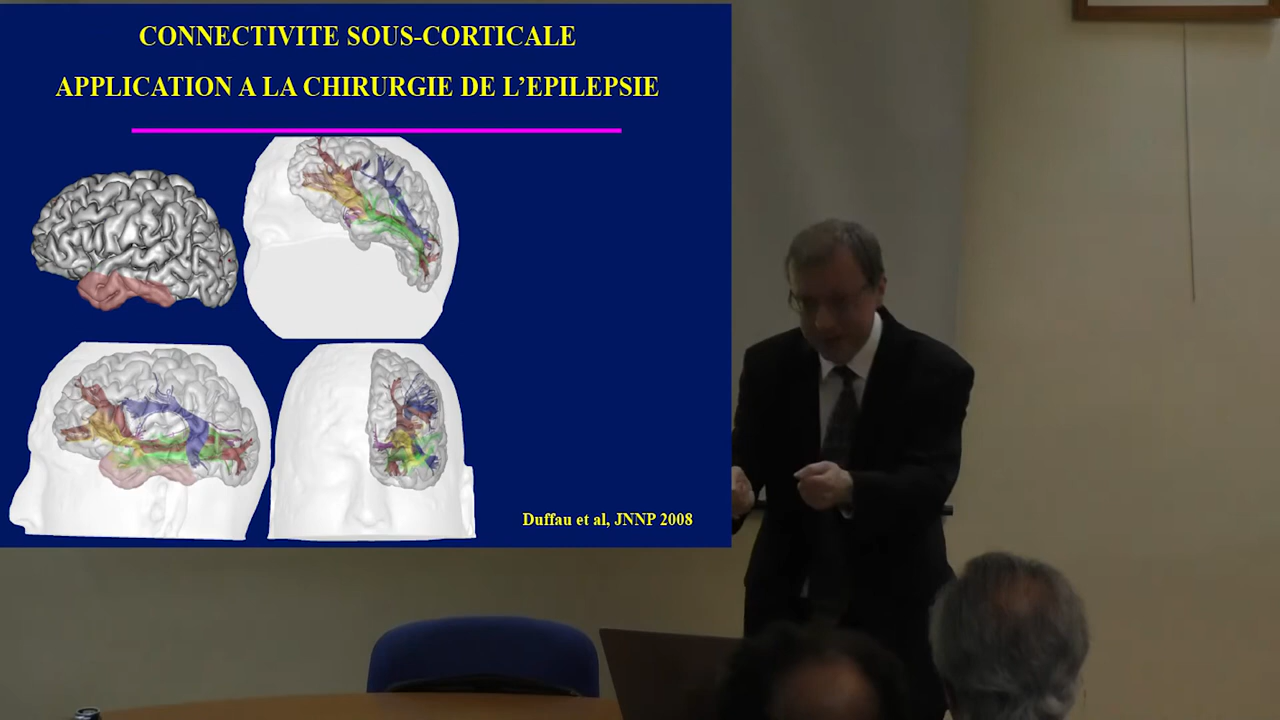 CONNECTIVITE SOUS-CORTICALE
APPLICATION A LA CHIRURGIE DE L'EPILEPSIE
Duffau et al, JNNP 2008